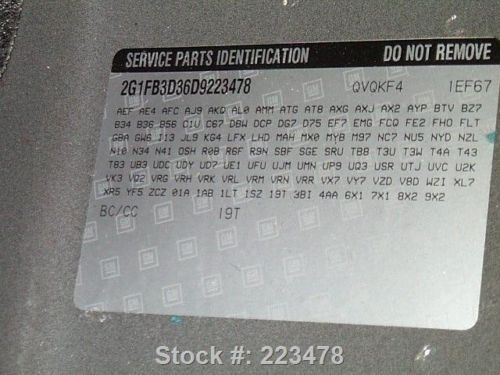 SERVICE PARTS IDENTIFICATION DO NOT REMOVE
2G1FB3D36D9223478 QVQKF4 1EF67
AEF AE4 AFC AJ9 AKQ AL0 AMM ATG AT8 AXG AXJ AX2 AYP BTV BZ7
B34 B36 B56 C1U C67 DBW DCP DG7 D75 EF7 EMG FCQ FE2 FHO FLT
GBA GW6 J13 JL9 KG4 LFX LHD MAH MX0 MYB M97 NC7 NU5 NYD NZL
N10 N34 N41 OSH R0B R6F R9N SBF SGE SRU TBB T3U T3W T4A T43
T83 UB3 UDC UDY UD7 UE1 UFU UJM UMN UP9 UQ3 USR UTJ UVC U2K
VK3 VQ2 VRG VRH VRK VRL VRM VRN VRR VX7 VY7 VZD V8D WZI XL7
XR5 YF5 ZCZ 01A 1AB 1LT 1SZ 19T 3BI 4AA 6X1 7X1 8X2 9X2
BC/CC 19T
Stock #: 223478